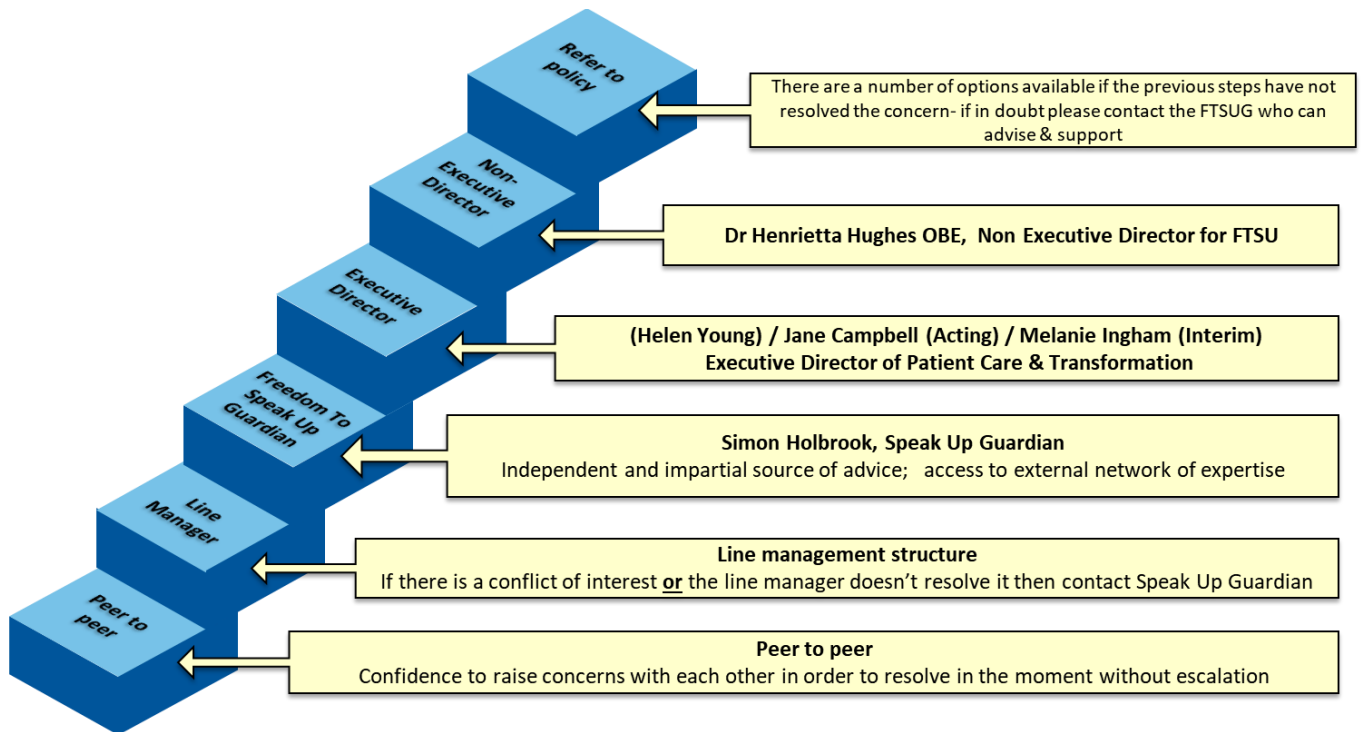 Refer to
policy
There are a number of options available if the previous steps have not
resolved the concern- if in doubt please contact the FTSUG who can
advise & support
Non-
Executive
Director
Dr Henrietta Hughes OBE,  Non Executive Director for FTSU
Executive
Director
(Helen Young) / Jane Campbell (Acting) / Melanie Ingham (Interim)
Executive Director of Patient Care & Transformation
Freedom To
Speak Up
Guardian
Simon Holbrook, Speak Up Guardian
Independent and impartial source of advice;   access to external network of expertise
Line
Manager
Line management structure
If there is a conflict of interest or the line manager doesn’t resolve it then contact Speak Up Guardian
Peer to
peer
Peer to peer
Confidence to raise concerns with each other in order to resolve in the moment without escalation